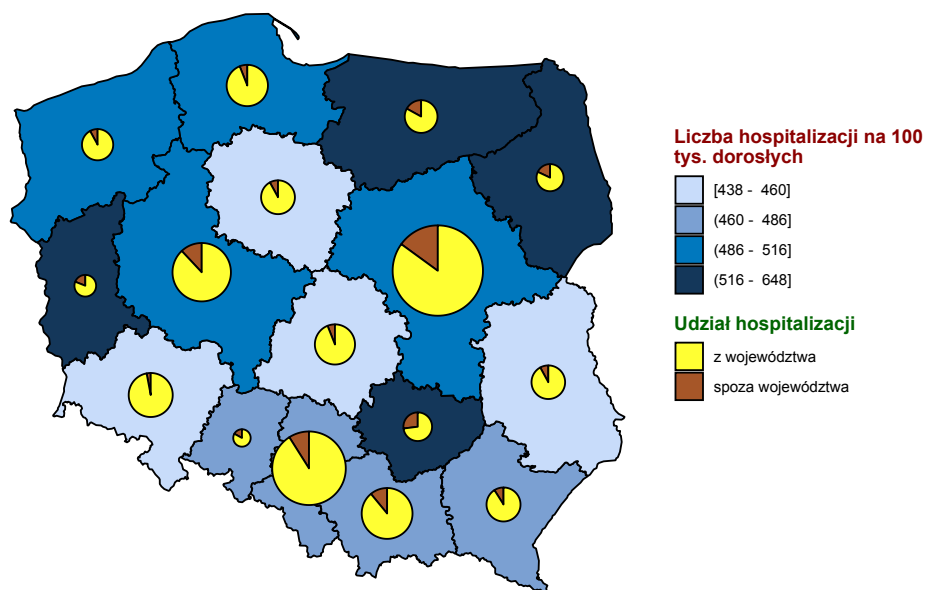 Liczba hospitalizacji na 100
tys. dorosłych
[438 - 460]
(460 - 486]
(486 - 516]
(516 - 648]
Udział hospitalizacji
z województwa
spoza województwa